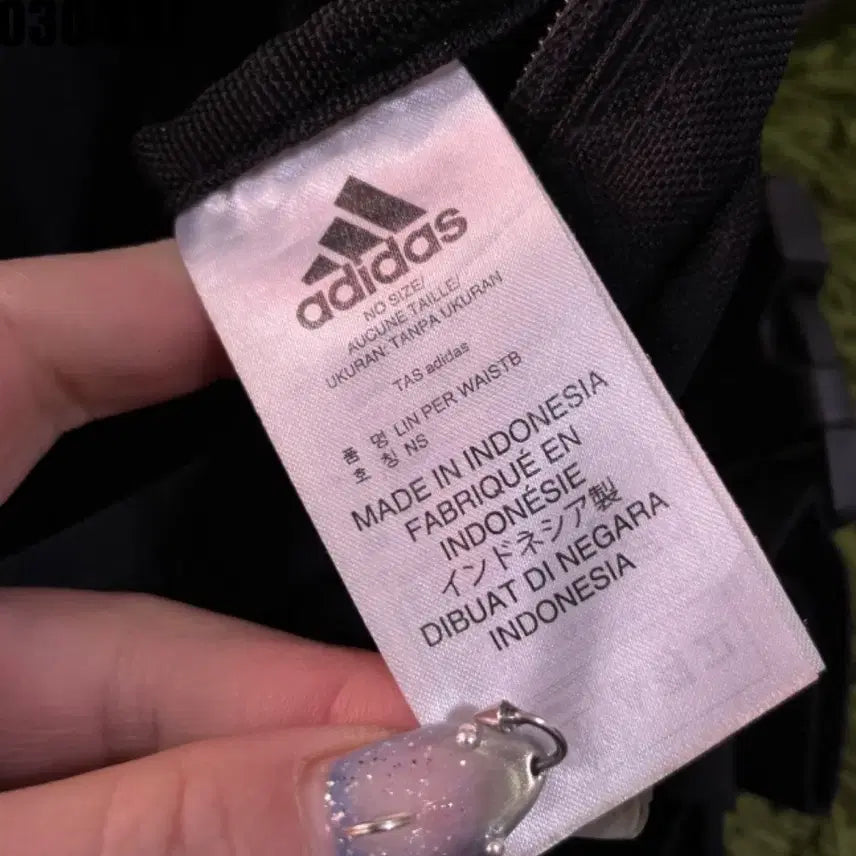 adidas
NO SIZE/
AUCUNE TAILLE/
UKURAN: TANPA UKURAN
TAS adidas
품 명 LIN PER WAISTB
호 칭 NS
MADE IN INDONESIA
FABRIQUÉ EN
INDONÉSIE
インドネシア製
DIBUAT DI NEGARA
INDONESIA